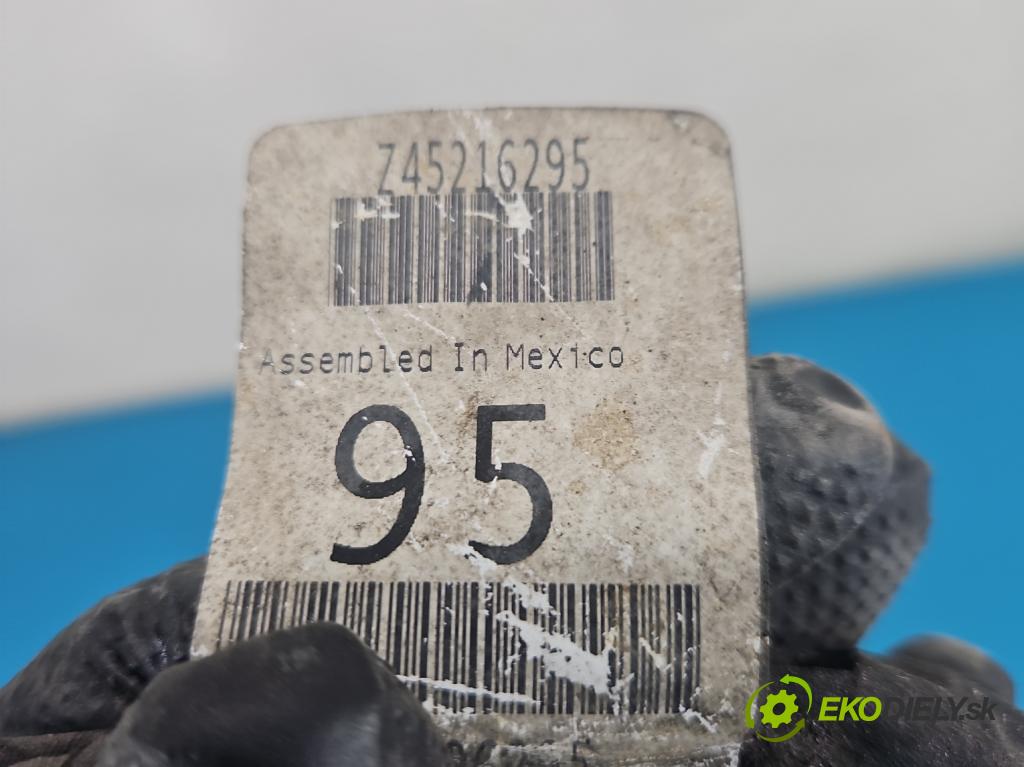 Z45216295
Assembled In Mexico
95
EKODIELY.sk